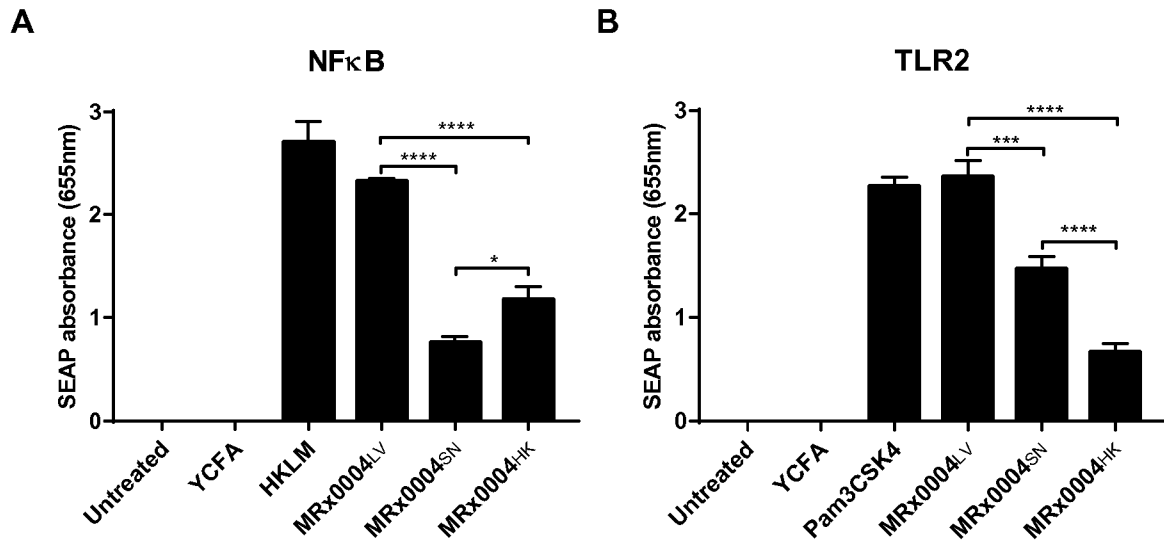 A
NFκB
SEAP absorbance (655nm)
3
2
1
0
****
****
*
Untreated
YCFA
HKLM
MRx0004LV
MRx0004SN
MRx0004HK
B
TLR2
SEAP absorbance (655nm)
3
2
1
0
****
***
****
Untreated
YCFA
Pam3CSK4
MRx0004LV
MRx0004SN
MRx0004HK